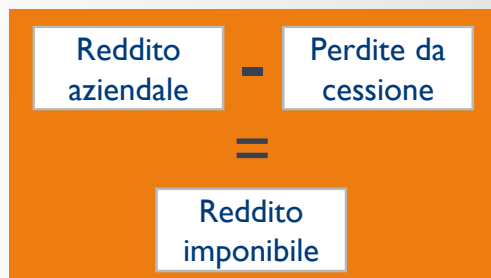 Reddito
aziendale
-
Perdite da
cessione
=
Reddito
imponibile